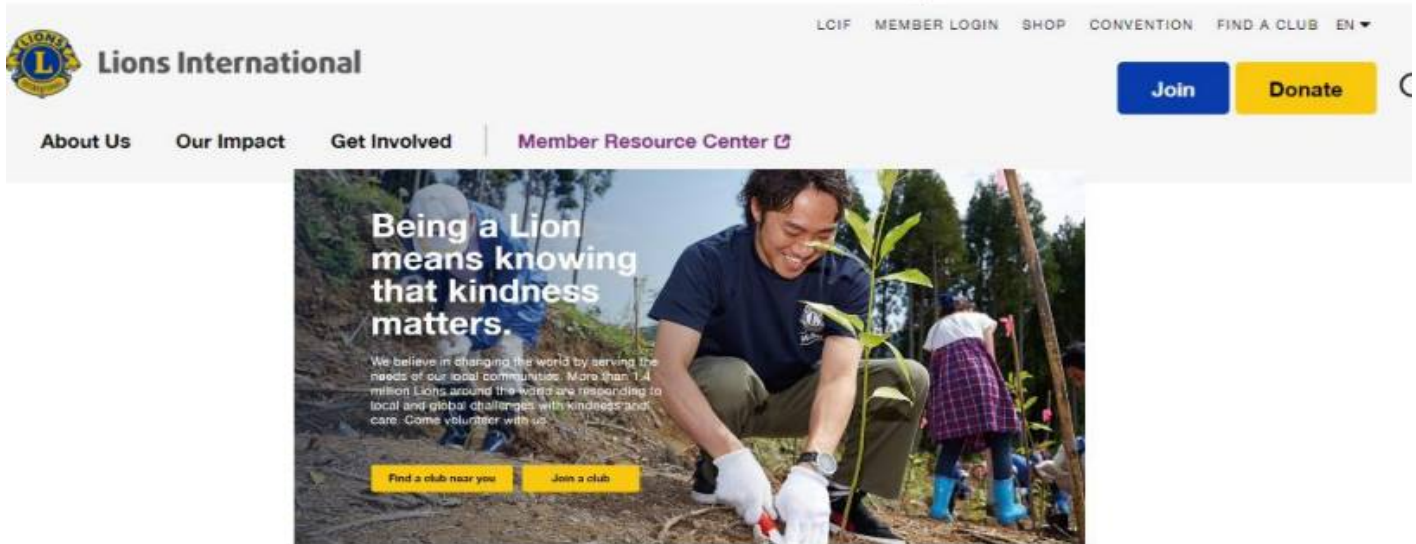 LCIF MEMBER LOGIN SHOP CONVENTION FIND A CLUB EN
LIONS
L
Lions International
Join Donate
About Us Our Impact Get Involved Member Resource Center
Being a Lion
means knowing
that kindness
matters.
We believe in changing the world by serving the
needs of our local communities. More than 1.4
million Lions around the world are responding to
local and global challenges with kindness and
care. Come volunteer with us.
Find a club near you Join a club